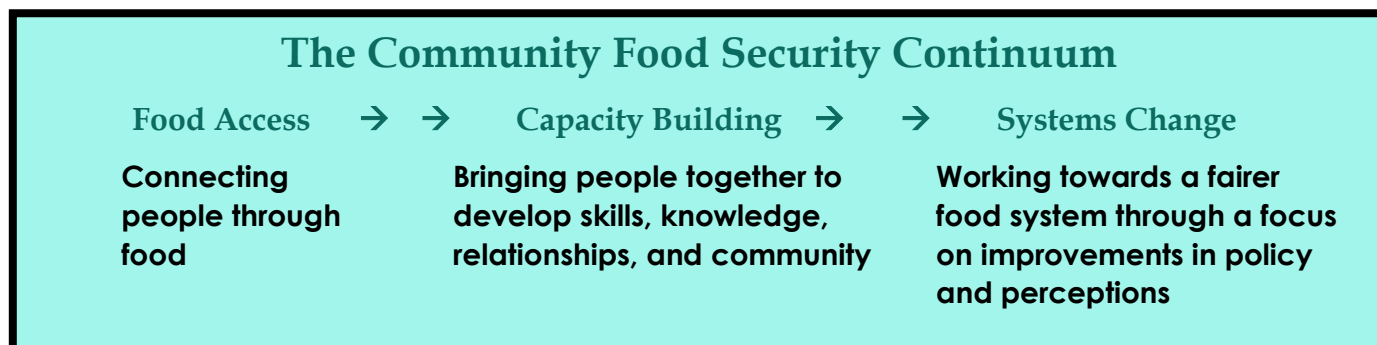 The Community Food Security Continuum
Food Access → → Capacity Building → → Systems Change
Connecting
people through
food
Bringing people together to
develop skills, knowledge,
relationships, and community
Working towards a fairer
food system through a focus
on improvements in policy
and perceptions